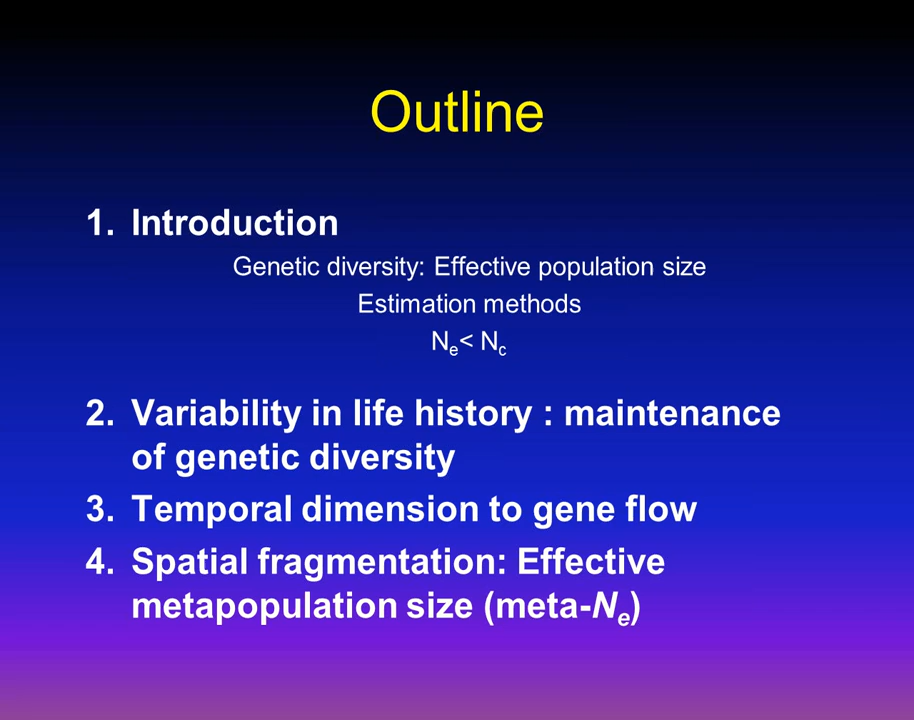 Outline
1. Introduction
Genetic diversity: Effective population size
Estimation methods
Nₑ< N꜀
2. Variability in life history : maintenance
of genetic diversity
3. Temporal dimension to gene flow
4. Spatial fragmentation: Effective
metapopulation size (meta-Nₑ)